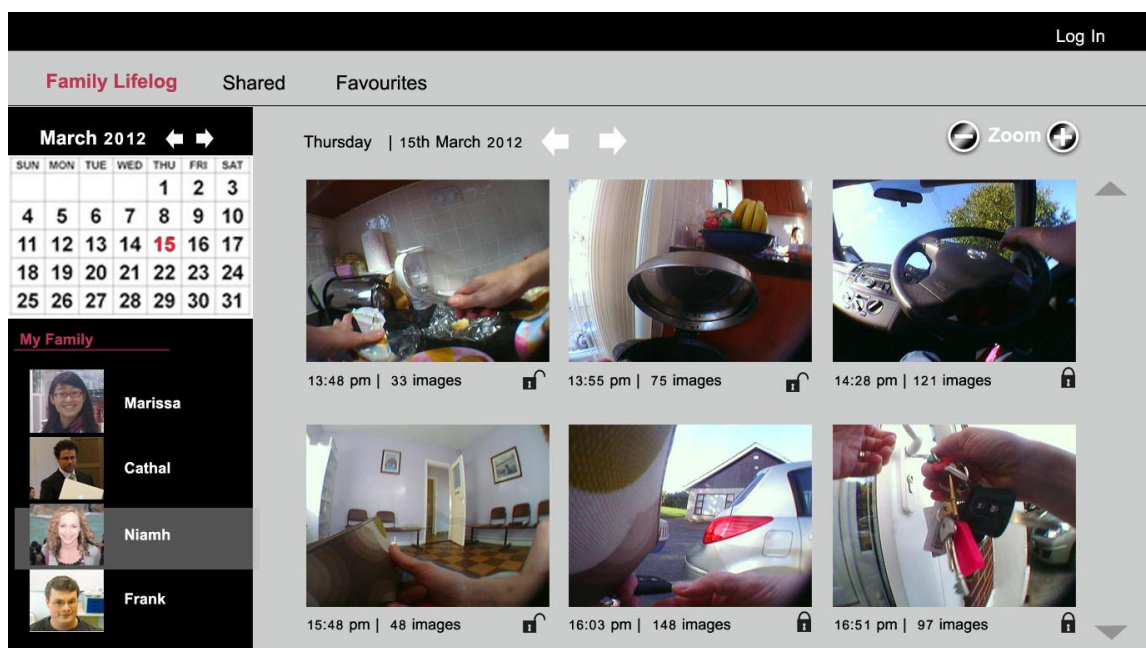 Log In
Family Lifelog Shared Favourites
March 2012
SUN MON TUE WED THU FRI SAT
1 2 3
4 5 6 7 8 9 10
11 12 13 14 15 16 17
18 19 20 21 22 23 24
25 26 27 28 29 30 31
My Family
Marissa
Cathal
Niamh
Frank
Thursday | 15th March 2012
Zoom
13:48 pm | 33 images
13:55 pm | 75 images
14:28 pm | 121 images
15:48 pm | 48 images
16:03 pm | 148 images
16:51 pm | 97 images